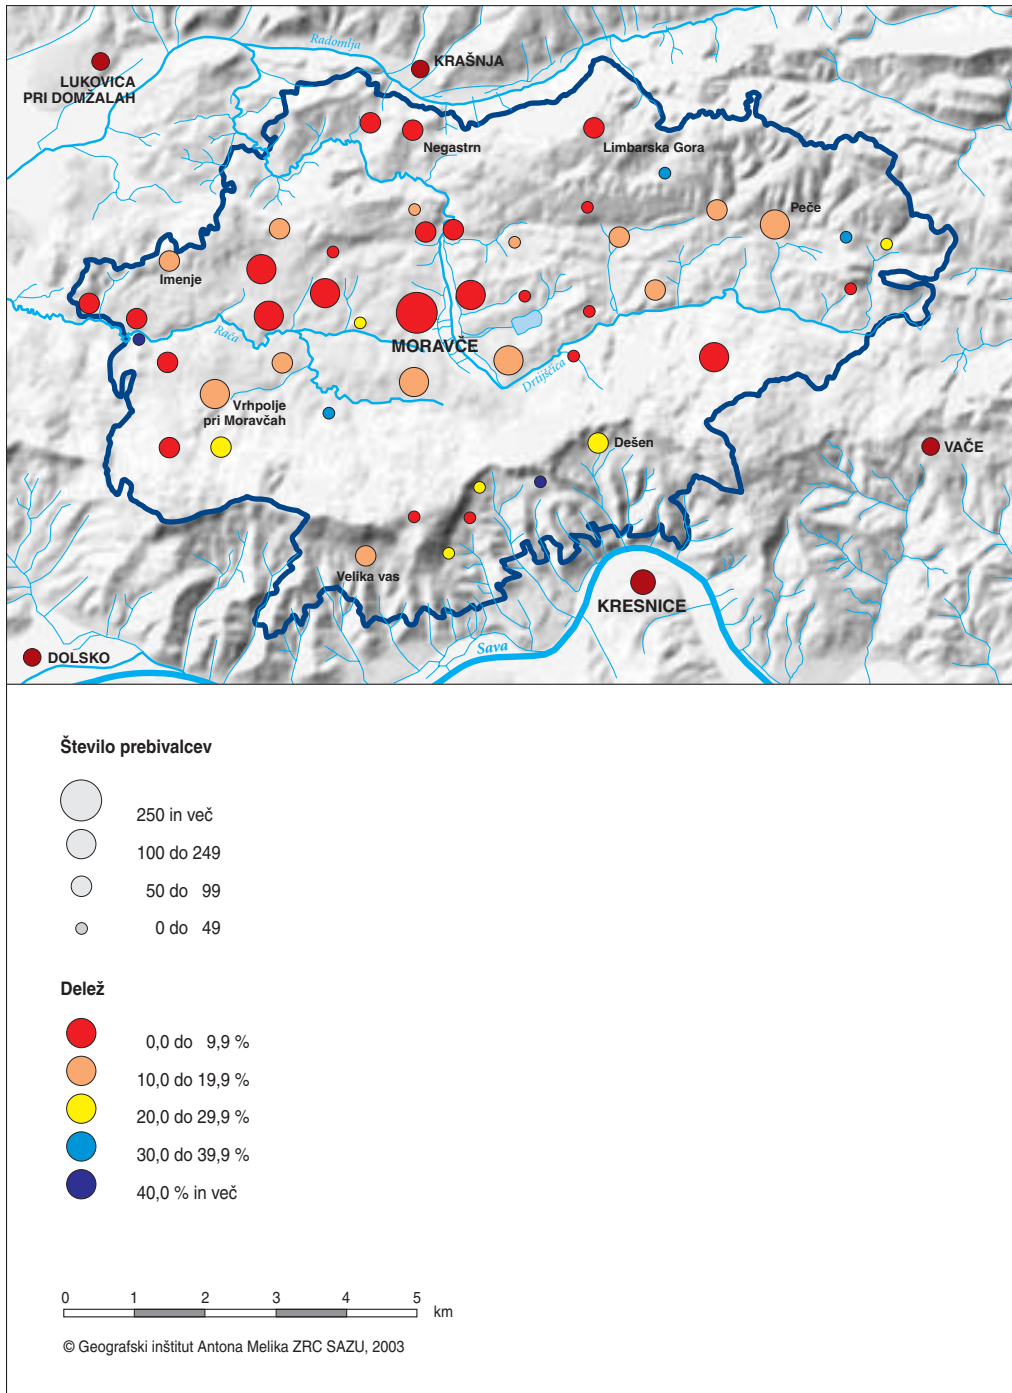 Radomlja
KRAŠNJA
LUKOVICA
PRI DOMŽALAH
Negastrn
Limbarska Gora
Peče
Imenje
Rača
MORAVČE
Drtijščica
Vrhpolje
pri Moravčah
Dešen
VAČE
Velika vas
KRESNICE
Sava
DOLSKO
Število prebivalcev
250 in več
100 do 249
50 do 99
0 do 49
Delež
0,0 do 9,9 %
10,0 do 19,9 %
20,0 do 29,9 %
30,0 do 39,9 %
40,0 % in več
0 1 2 3 4 5
km
© Geografski inštitut Antona Melika ZRC SAZU, 2003